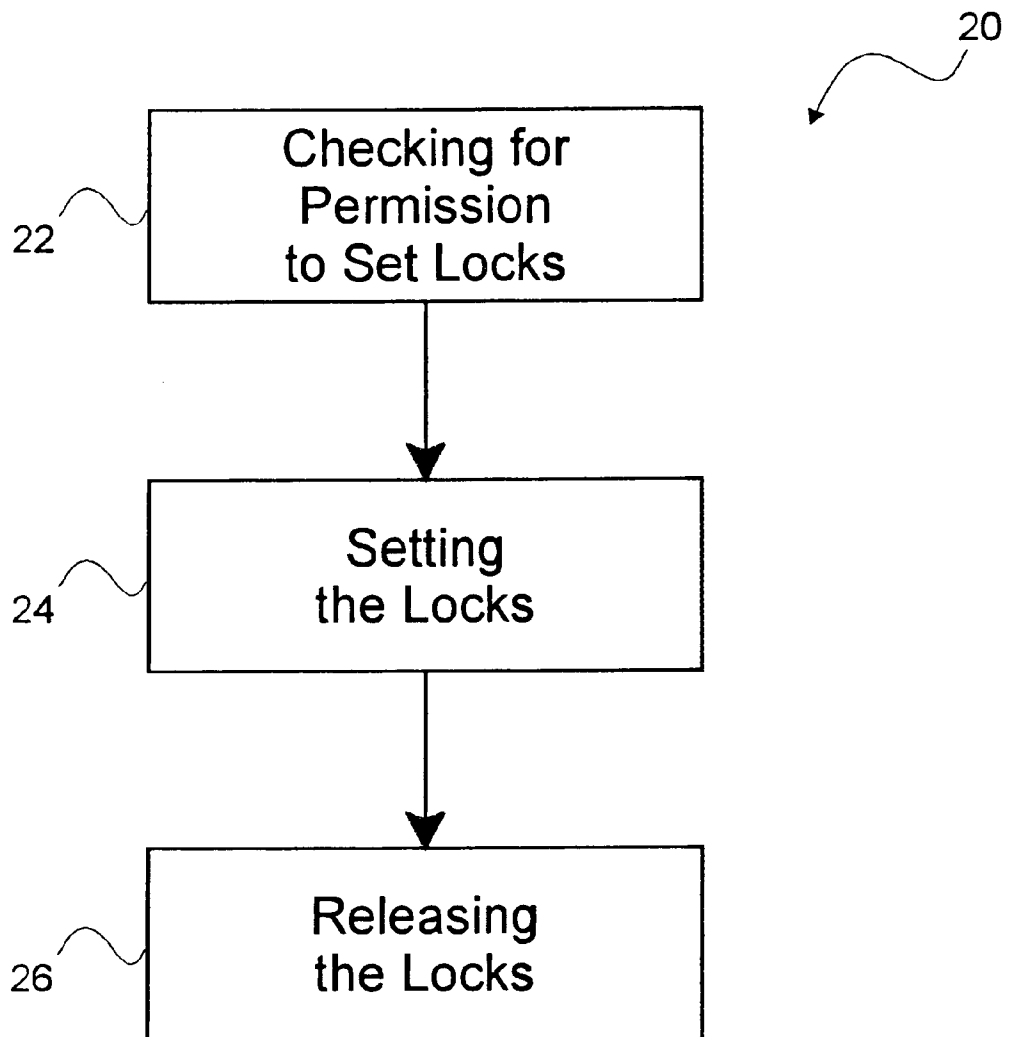 20
Checking for
Permission
to Set Locks
22
Setting
the Locks
24
Releasing
the Locks
26